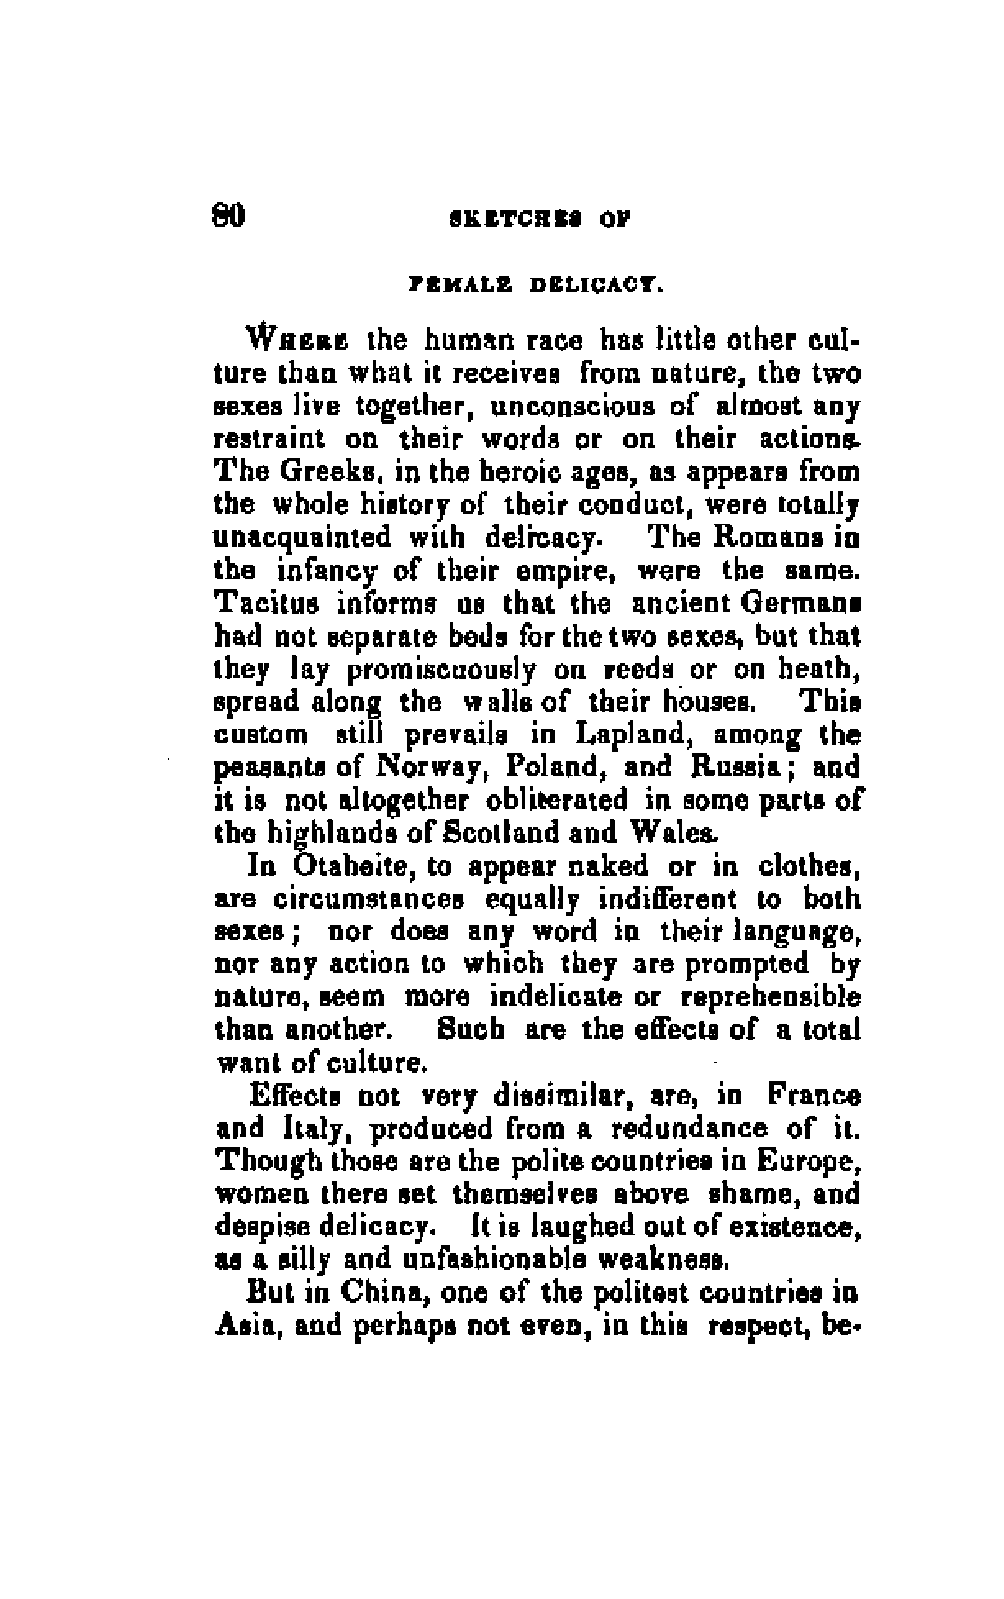 80 SKETCHES OF
FEMALE DELICACY.
WHERE the human race has little other cul-
ture than what it receives from nature, the two
sexes live together, unconscious of almost any
restraint on their words or on their actions.
The Greeks, in the heroic ages, as appears from
the whole history of their conduct, were totally
unacquainted with delicacy. The Romans in
the infancy of their empire, were the same.
Tacitus informs us that the ancient Germans
had not separate beds for the two sexes, but that
they lay promiscuously on reeds or on heath,
spread along the walls of their houses. This
custom still prevails in Lapland, among the
peasants of Norway, Poland, and Russia; and
it is not altogether obliterated in some parts of
the highlands of Scotland and Wales.
In Otaheite, to appear naked or in clothes,
are circumstances equally indifferent to both
sexes; nor does any word in their language,
nor any action to which they are prompted by
nature, seem more indelicate or reprehensible
than another. Such are the effects of a total
want of culture.
Effects not very dissimilar, are, in France
and Italy, produced from a redundance of it.
Though those are the polite countries in Europe,
women there set themselves above shame, and
despise delicacy. It is laughed out of existence,
as a silly and unfashionable weakness.
But in China, one of the politest countries in
Asia, and perhaps not even, in this respect, be-